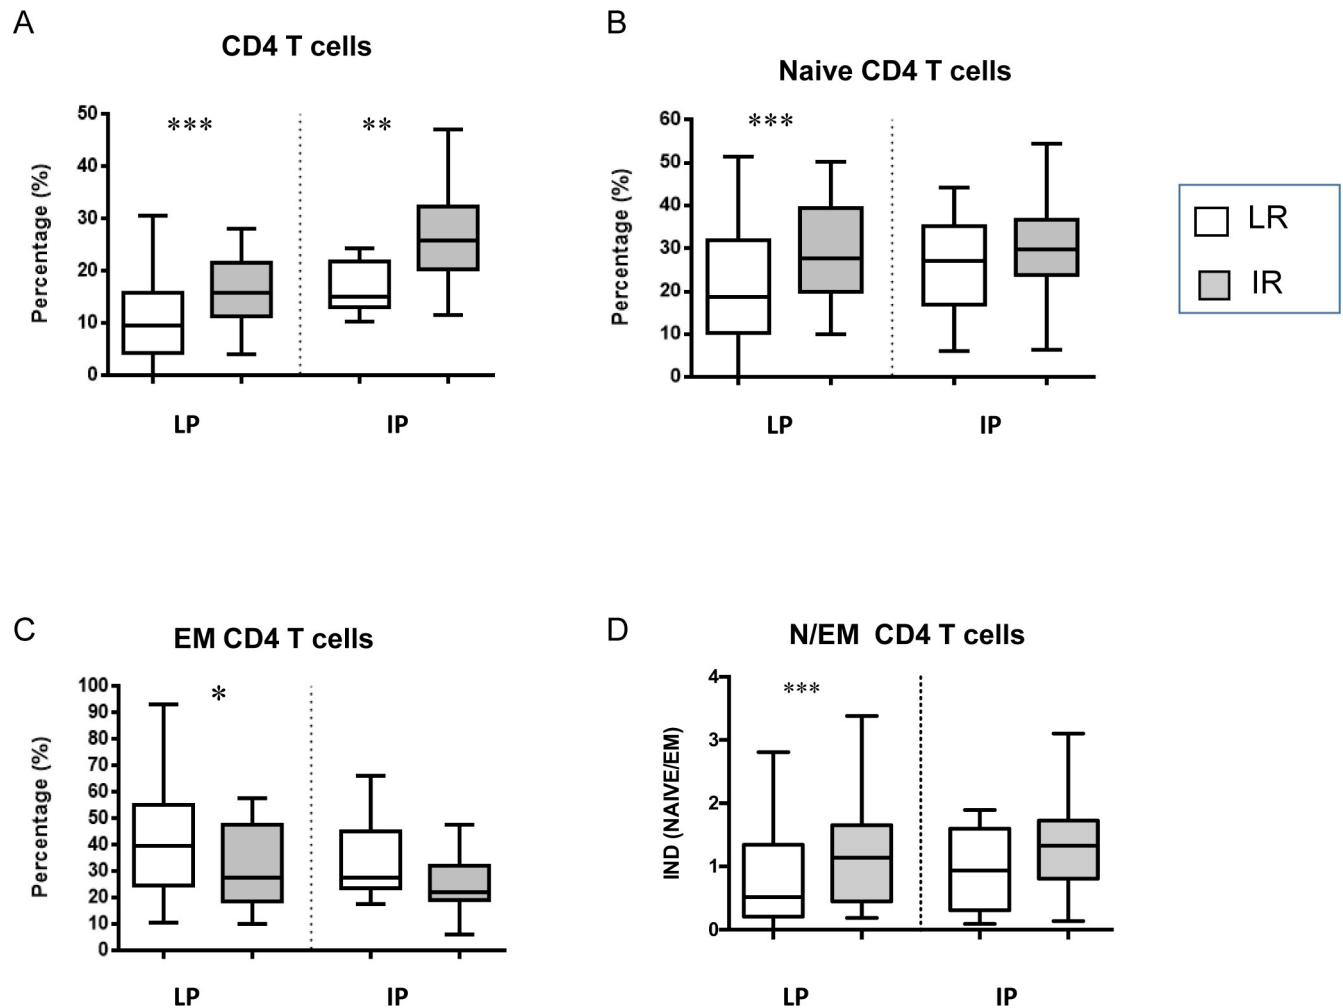 A
CD4 T cells
Percentage (%)
50
40
30
20
10
0
***
**
LP
IP
B
Naive CD4 T cells
Percentage (%)
60
50
40
30
20
10
0
***
LP
IP
LR
IR
C
EM CD4 T cells
Percentage (%)
100
90
80
70
60
50
40
30
20
10
0
*
LP
IP
D
N/EM CD4 T cells
IND (NAIVE/EM)
4
3
2
1
0
***
LP
IP